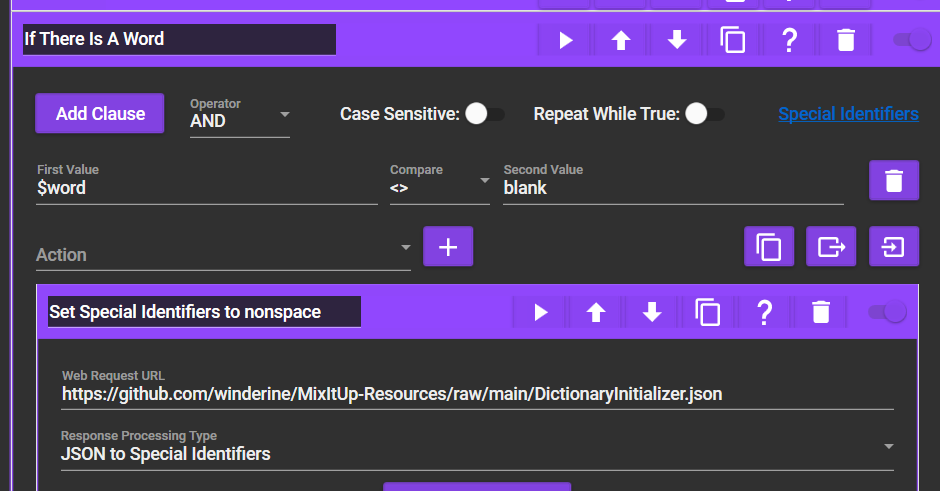 If There Is A Word
?
Add Clause
Operator
AND
Case Sensitive:
Repeat While True:
Special Identifiers
First Value
$word
Compare
<>
Second Value
blank
Action
+
Set Special Identifiers to nonspace
?
Web Request URL
https://github.com/winderine/MixItUp-Resources/raw/main/DictionaryInitializer.json
Response Processing Type
JSON to Special Identifiers